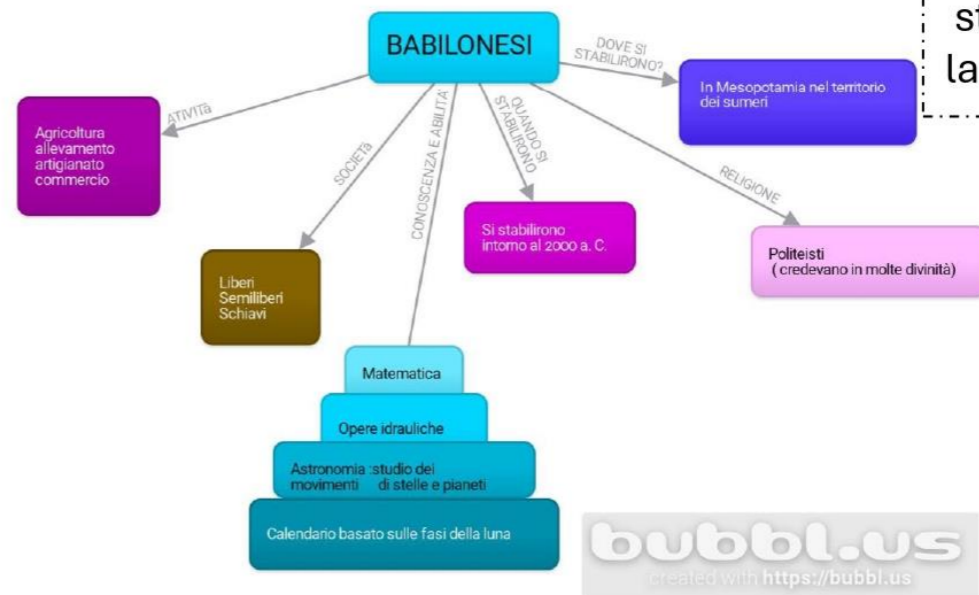 BABILONESI
DOVE SI
STABILIRONO?
In Mesopotamia nel territorio
dei sumeri
st
la
ATIVITà
Agricoltura
allevamento
artigianato
commercio
SOCIETà
Liberi
Semiliberi
Schiavi
CONOSCENZA E ABILITA'
Matematica
Opere idrauliche
Astronomia :studio dei
movimenti di stelle e pianeti
Calendario basato sulle fasi della luna
QUANDO SI
STABILIRONO
Si stabilirono
intorno al 2000 a. C.
RELIGIONE
Politeisti
( credevano in molte divinità)
bubbl.us
created with https://bubbl.us